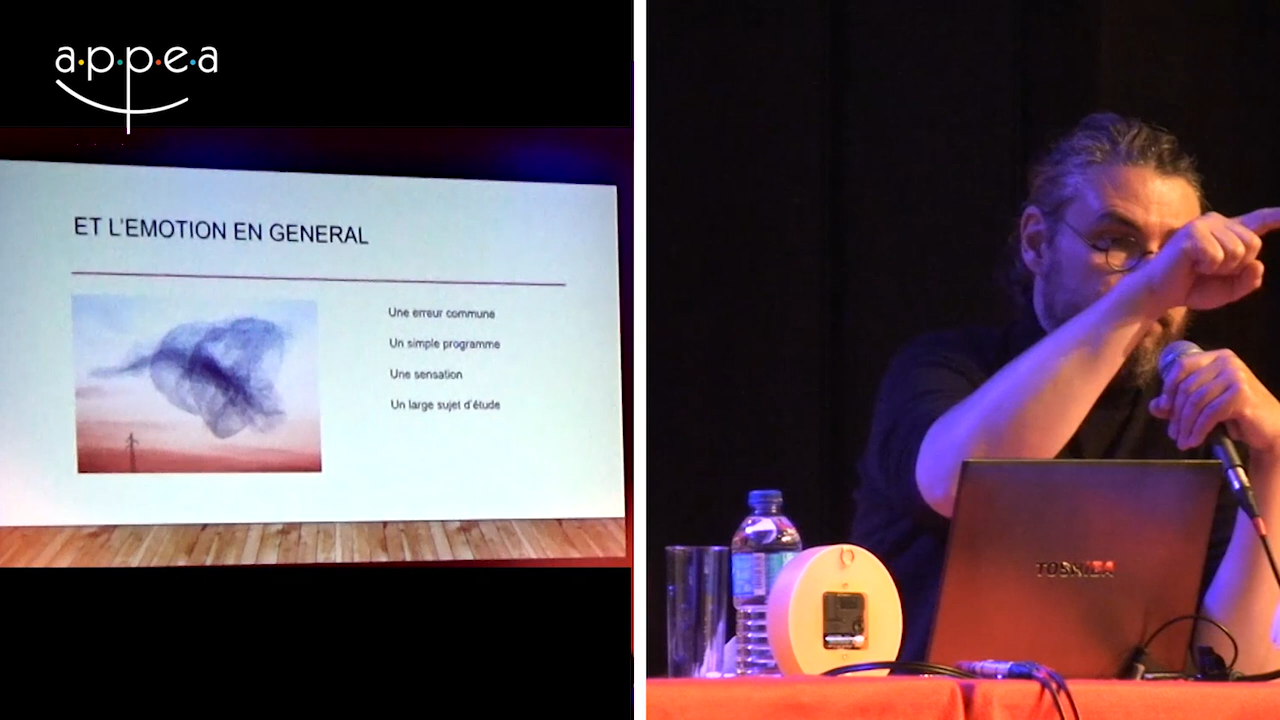 a·p·p·e·a
ET L'EMOTION EN GENERAL
Une erreur commune
Un simple programme
Une sensation
Un large sujet d'étude
TOSHIBA